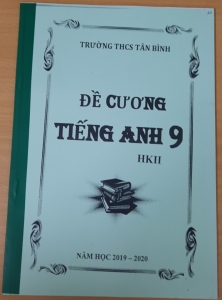 TRƯỜNG THCS TÂN BÌNH
ĐỀ CƯƠNG
TIẾNG ANH 9
HKII
NĂM HỌC 2019 – 2020